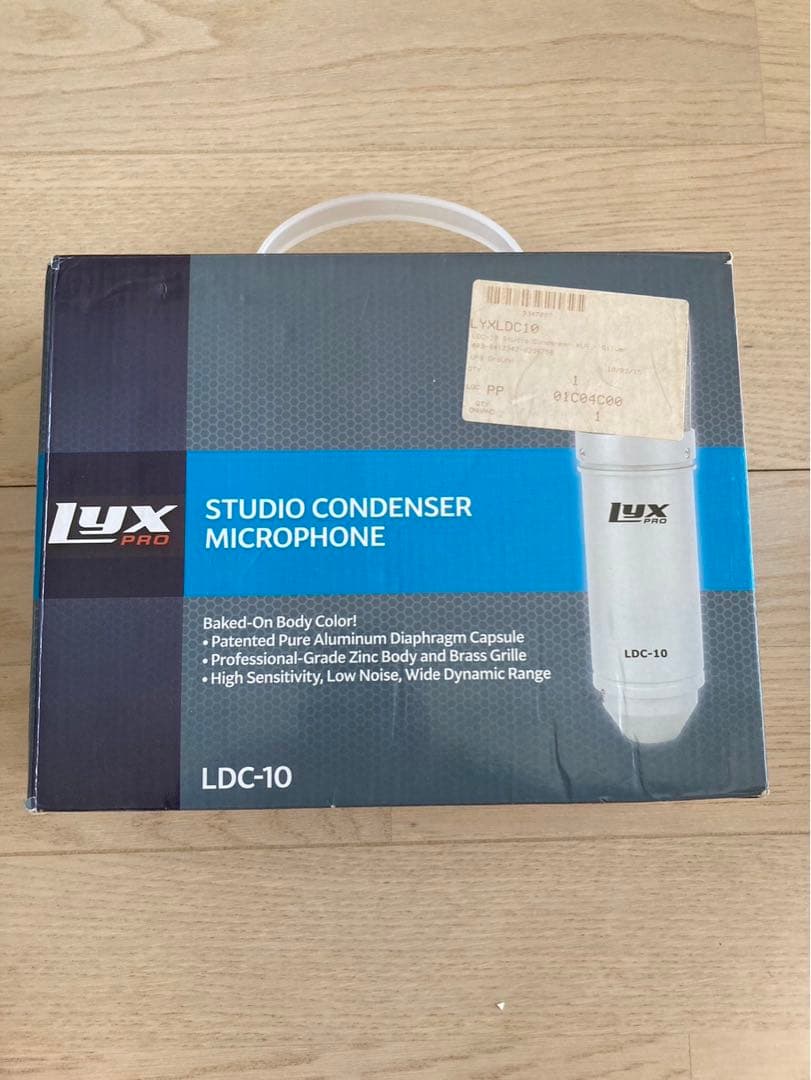 LYXLDC10
1
LOC PP 01C04C00
1
Lyx
PRO
STUDIO CONDENSER
MICROPHONE
Lyx
PRO
Baked-On Body Color!
• Patented Pure Aluminum Diaphragm Capsule
• Professional-Grade Zinc Body and Brass Grille
• High Sensitivity, Low Noise, Wide Dynamic Range
LDC-10
LDC-10